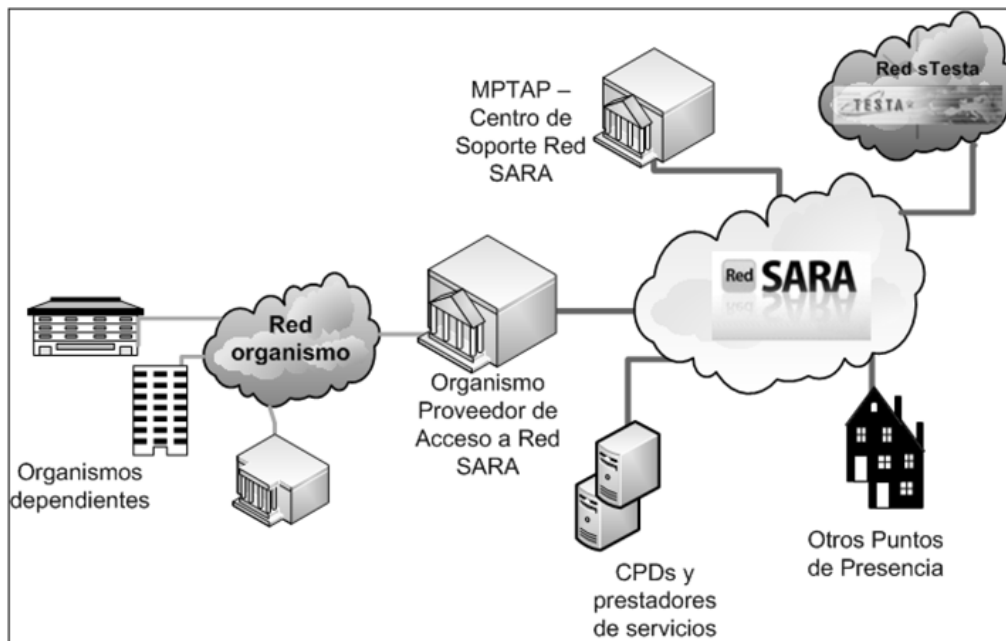 MPTAP –
Centro de
Soporte Red
SARA
Red sTesta
TESTA
Red SARA
Red
organismo
Organismo
Proveedor de
Acceso a Red
SARA
Organismos
dependientes
CPDs y
prestadores
de servicios
Otros Puntos
de Presencia